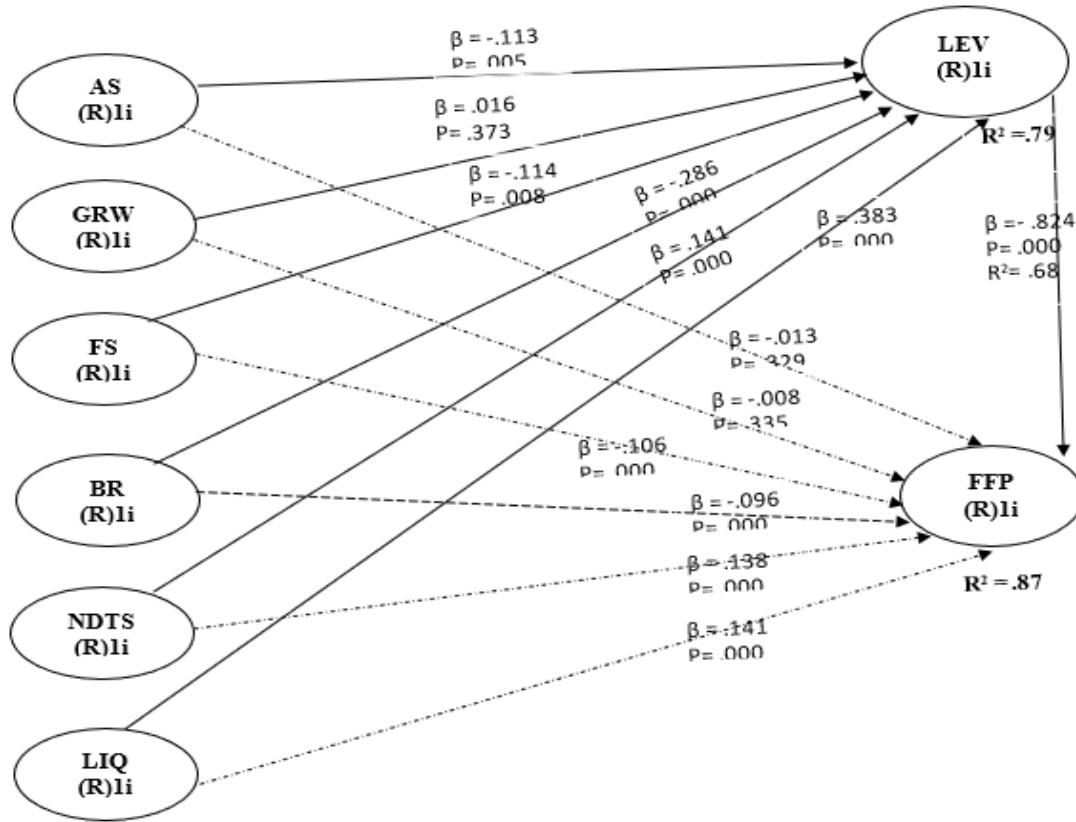 LEV
(R)1i
R² =.79
AS
(R)1i
β = -.113
P= .005
β = .016
P= .373
GRW
(R)1i
β = -.114
P= .008
β = -.286
P= .000
β = .141
P= .000
β = .383
P= .000
β =- .824
P= .000
R²= .68
FS
(R)1i
β = -.013
P= .329
β = -.008
P= .335
β = -.106
P= .000
BR
(R)1i
β = -.096
P= .000
FFP
(R)1i
R² =.87
NDTS
(R)1i
β = .138
P= .000
β = .141
P= .000
LIQ
(R)1i